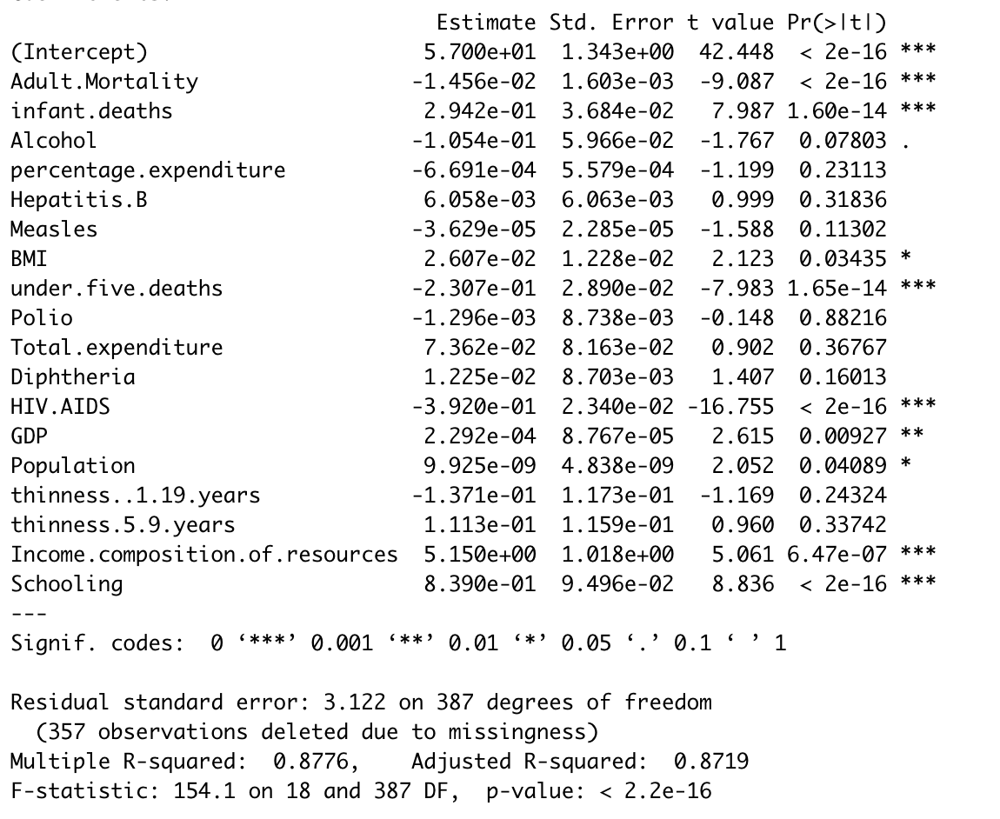 Estimate Std. Error t value Pr(>|t|)
(Intercept) 5.700e+01 1.343e+00 42.448 < 2e-16 ***
Adult.Mortality -1.456e-02 1.603e-03 -9.087 < 2e-16 ***
infant.deaths 2.942e-01 3.684e-02 7.987 1.60e-14 ***
Alcohol -1.054e-01 5.966e-02 -1.767 0.07803 .
percentage.expenditure -6.691e-04 5.579e-04 -1.199 0.23113
Hepatitis.B 6.058e-03 6.063e-03 0.999 0.31836
Measles -3.629e-05 2.285e-05 -1.588 0.11302
BMI 2.607e-02 1.228e-02 2.123 0.03435 *
under.five.deaths -2.307e-01 2.890e-02 -7.983 1.65e-14 ***
Polio -1.296e-03 8.738e-03 -0.148 0.88216
Total.expenditure 7.362e-02 8.163e-02 0.902 0.36767
Diphtheria 1.225e-02 8.703e-03 1.407 0.16013
HIV.AIDS -3.920e-01 2.340e-02 -16.755 < 2e-16 ***
GDP 2.292e-04 8.767e-05 2.615 0.00927 **
Population 9.925e-09 4.838e-09 2.052 0.04089 *
thinness..1.19.years -1.371e-01 1.173e-01 -1.169 0.24324
thinness.5.9.years 1.113e-01 1.159e-01 0.960 0.33742
Income.composition.of.resources 5.150e+00 1.018e+00 5.061 6.47e-07 ***
Schooling 8.390e-01 9.496e-02 8.836 < 2e-16 ***
---
Signif. codes: 0 ‘***’ 0.001 ‘**’ 0.01 ‘*’ 0.05 ‘.’ 0.1 ‘ ’ 1
Residual standard error: 3.122 on 387 degrees of freedom
(357 observations deleted due to missingness)
Multiple R-squared: 0.8776, Adjusted R-squared: 0.8719
F-statistic: 154.1 on 18 and 387 DF, p-value: < 2.2e-16